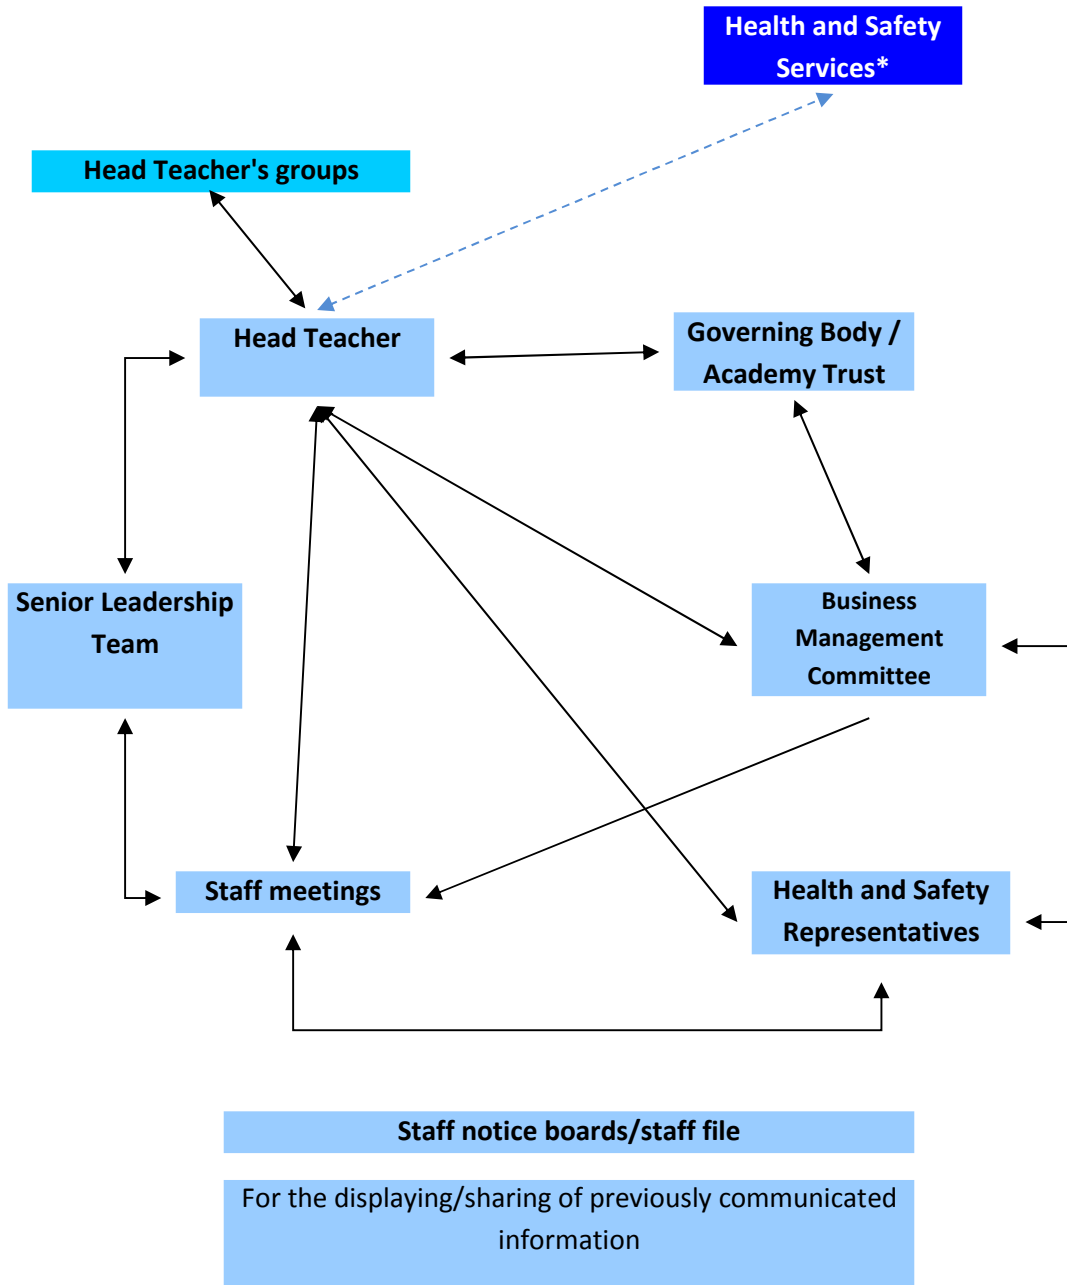 Health and Safety
Services*
Head Teacher's groups
Head Teacher
Governing Body /
Academy Trust
Senior Leadership
Team
Business
Management
Committee
Staff meetings
Health and Safety
Representatives
Staff notice boards/staff file
For the displaying/sharing of previously communicated
information